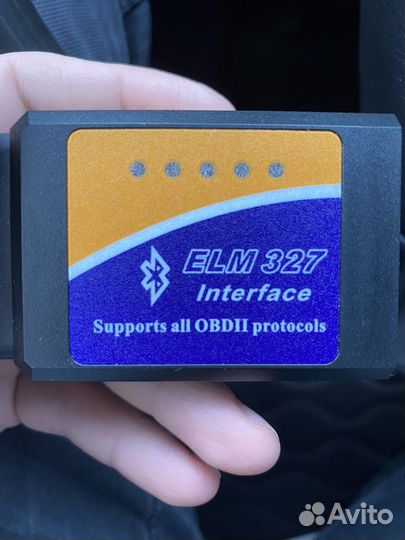 ELM 327
Interface
Supports all OBDII protocols
Avito